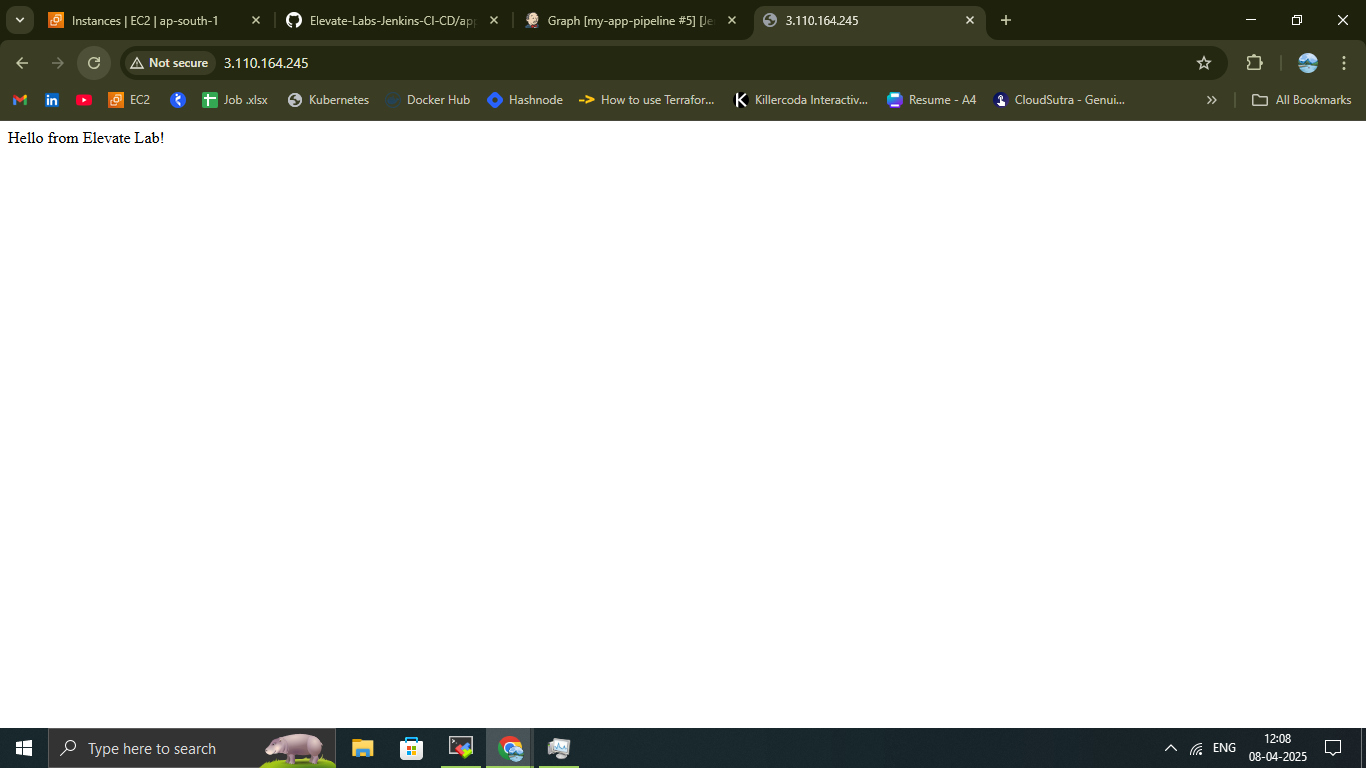 Instances | EC2 | ap-south-1
Elevate-Labs-Jenkins-CI-CD/app
Graph [my-app-pipeline #5] [Je
3.110.164.245
Not secure
3.110.164.245
EC2
Job .xlsx
Kubernetes
Docker Hub
Hashnode
How to use Terrafor...
Killercoda Interactiv...
Resume - A4
CloudSutra - Genui...
All Bookmarks
Hello from Elevate Lab!
Type here to search
ENG
12:08
08-04-2025